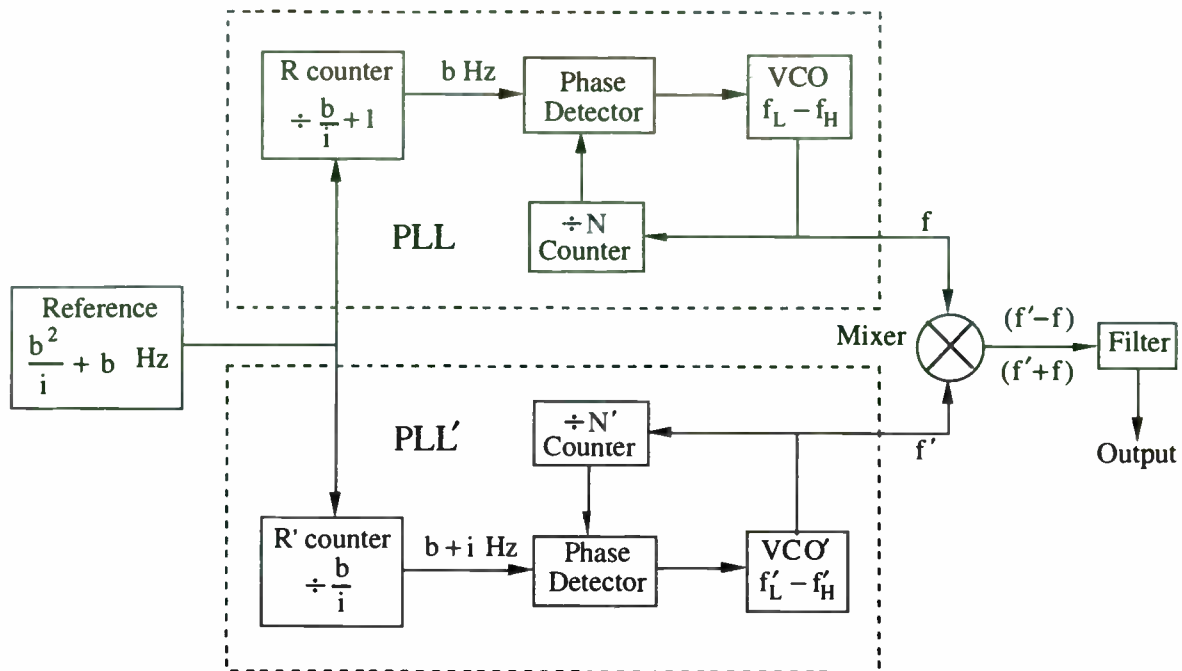 R counter
÷ b/i + 1
b Hz
Phase
Detector
VCO
f_L – f_H
÷ N
Counter
PLL
f
Reference
b²/i + b Hz
Mixer
(f′–f)
(f′+f)
Filter
Output
PLL′
÷ N′
Counter
f′
R' counter
÷ b/i
b + i Hz
Phase
Detector
VCO′
f′_L – f′_H